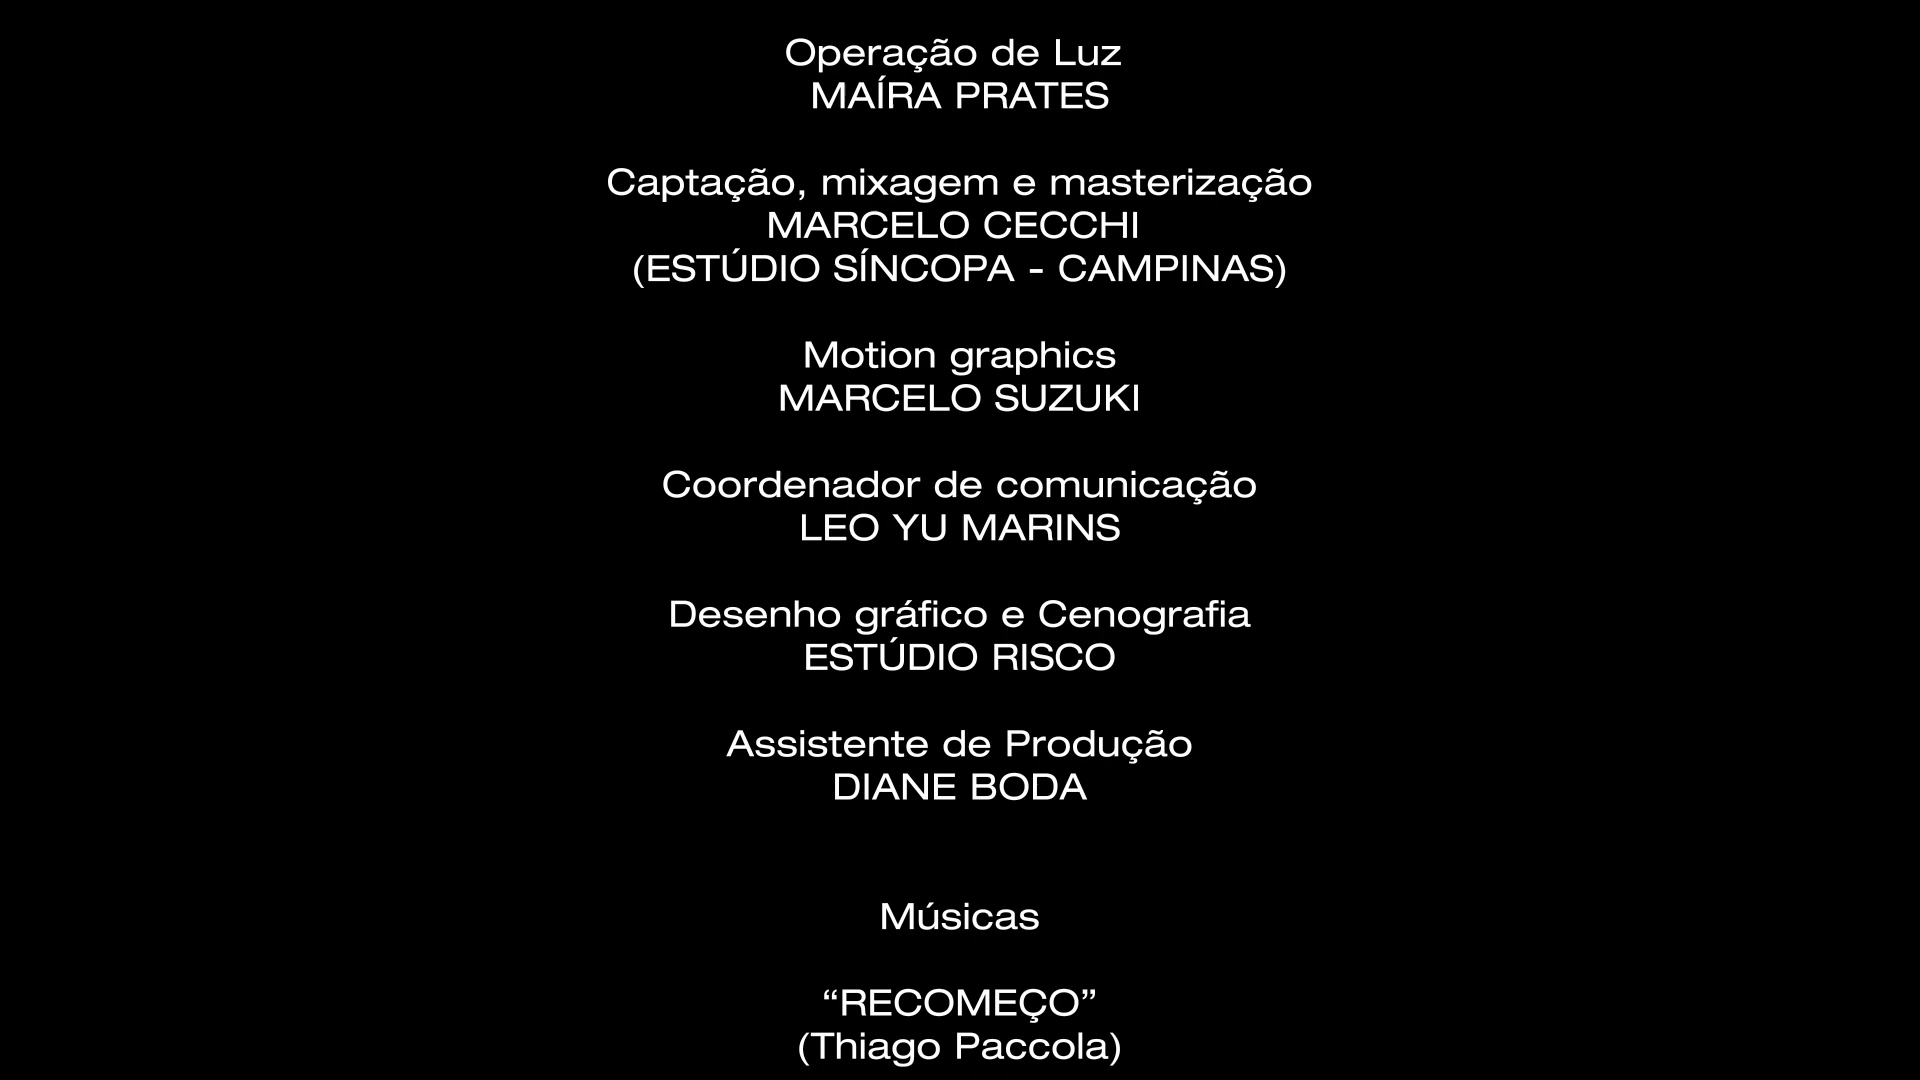 Operação de Luz
MAÍRA PRATES
Captação, mixagem e masterização
MARCELO CECCHI
(ESTÚDIO SÍNCOPA - CAMPINAS)
Motion graphics
MARCELO SUZUKI
Coordenador de comunicação
LEO YU MARINS
Desenho gráfico e Cenografia
ESTÚDIO RISCO
Assistente de Produção
DIANE BODA
Músicas
“RECOMEÇO”
(Thiago Paccola)